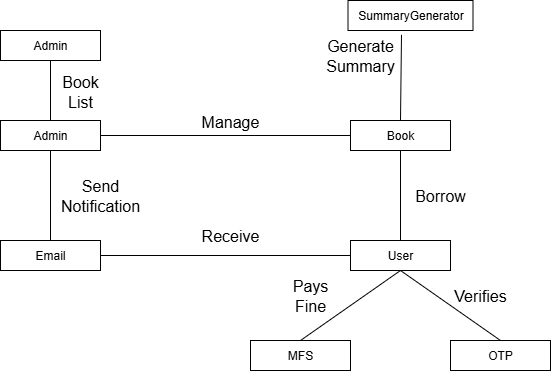 SummaryGenerator
Admin
Generate
Summary
Book
List
Manage
Admin
Book
Send
Notification
Borrow
Receive
Email
User
Pays
Fine
Verifies
MFS
OTP